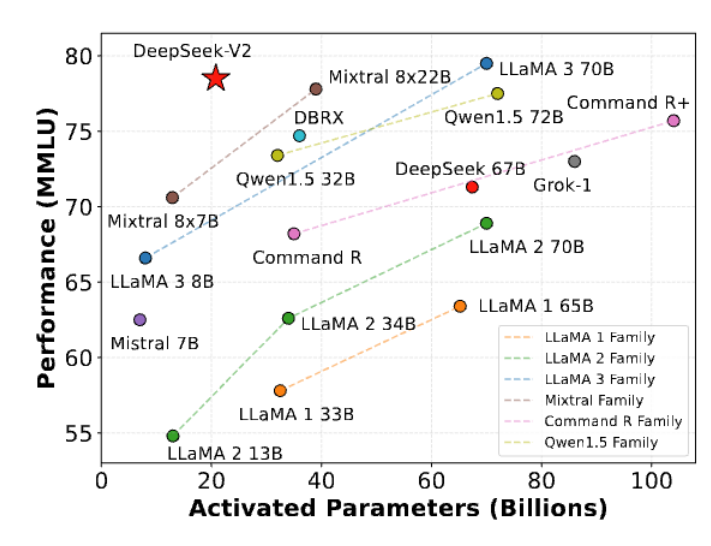 DeepSeek-V2
80
Mixtral 8x22B
LLaMA 3 70B
Command R+
DBRX
Qwen1.5 72B
75
Qwen1.5 32B
DeepSeek 67B
Grok-1
70
Mixtral 8x7B
Command R
LLaMA 2 70B
LLaMA 3 8B
65
Mistral 7B
LLaMA 2 34B
LLaMA 1 65B
60
LLaMA 1 33B
55
LLaMA 2 13B
LLaMA 1 Family
LLaMA 2 Family
LLaMA 3 Family
Mixtral Family
Command R Family
Qwen1.5 Family
0 20 40 60 80 100
Activated Parameters (Billions)
Performance (MMLU)